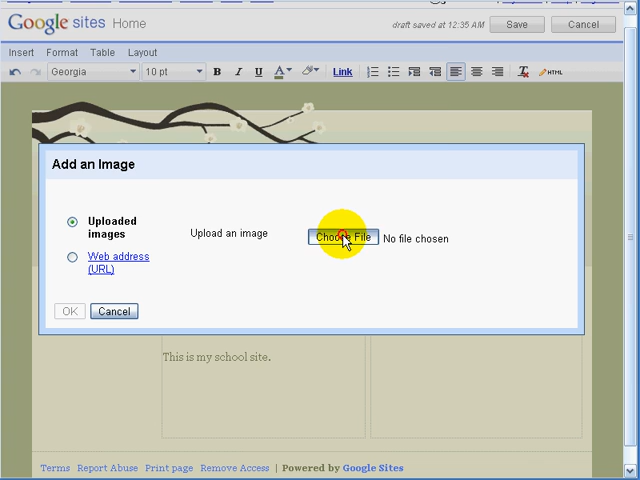 Google sites Home
draft saved at 12:35 AM
Save
Cancel
Insert Format Table Layout
Georgia 10 pt B I U A Link HTML
Add an Image
Uploaded images
Upload an image
Choose File
No file chosen
Web address (URL)
OK Cancel
This is my school site.
Terms Report Abuse Print page Remove Access | Powered by Google Sites